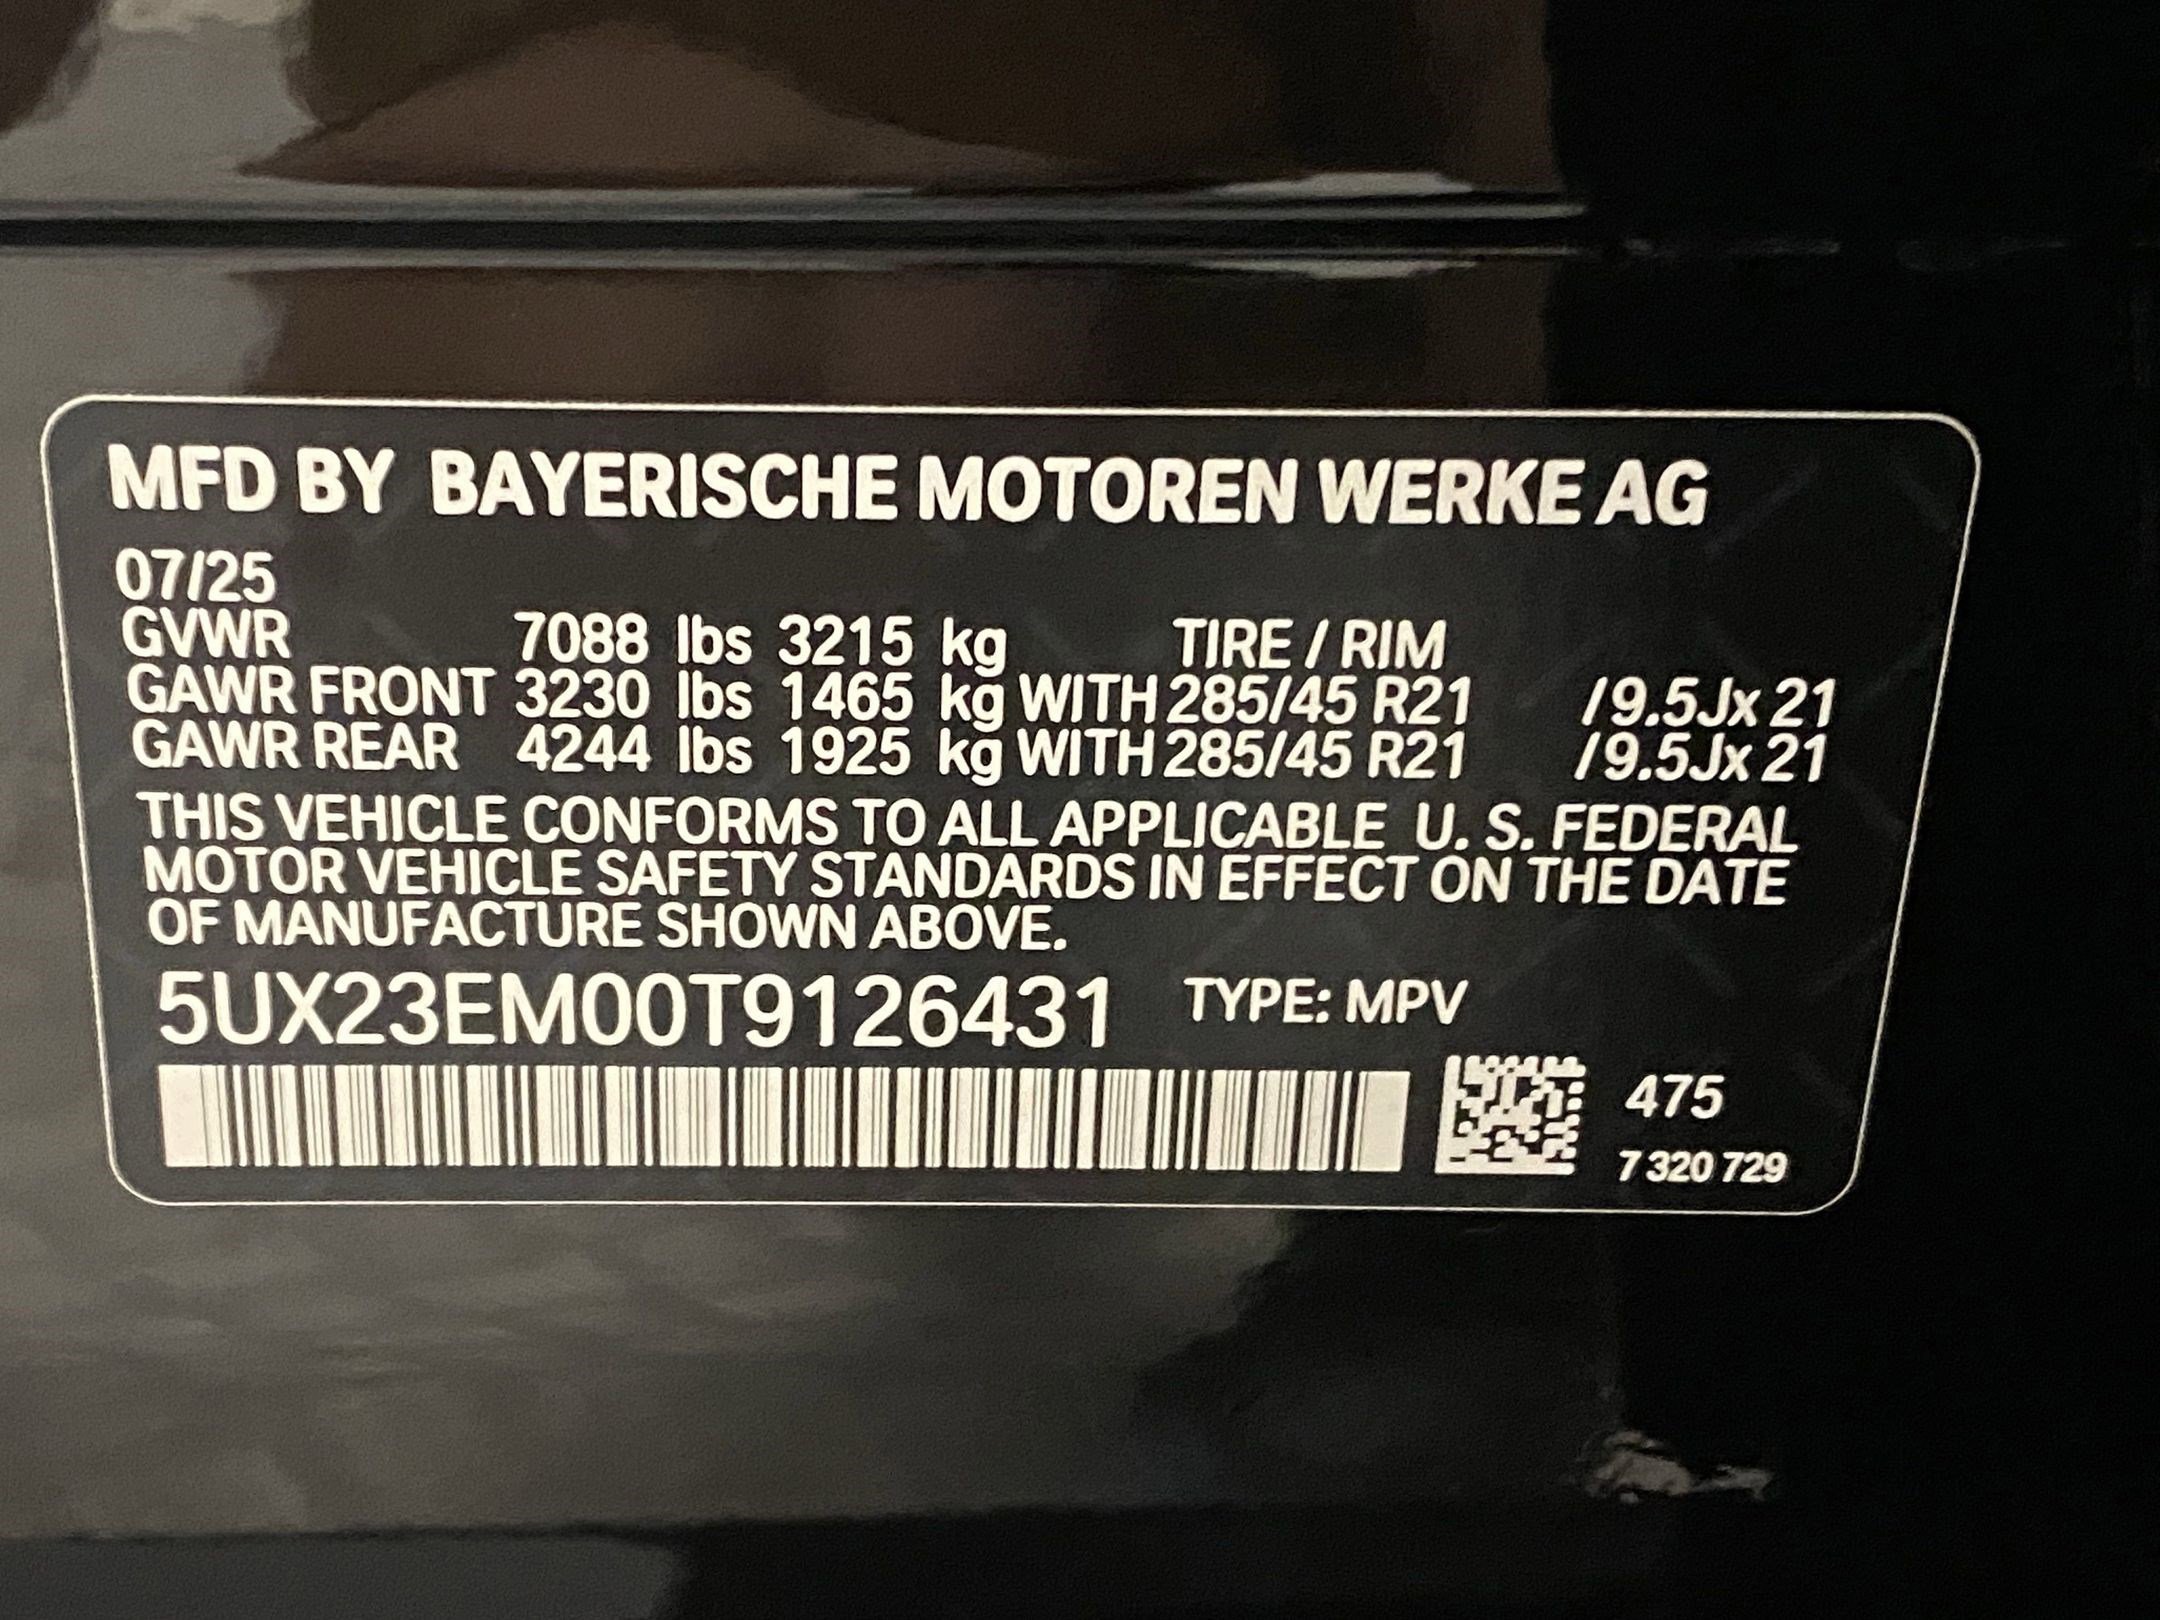 MFD BY BAYERISCHE MOTOREN WERKE AG
07/25
GVWR 7088 lbs 3215 kg TIRE / RIM
GAWR FRONT 3230 lbs 1465 kg WITH 285/45 R21 /9.5Jx 21
GAWR REAR 4244 lbs 1925 kg WITH 285/45 R21 /9.5Jx 21
THIS VEHICLE CONFORMS TO ALL APPLICABLE U. S. FEDERAL
MOTOR VEHICLE SAFETY STANDARDS IN EFFECT ON THE DATE
OF MANUFACTURE SHOWN ABOVE.
5UX23EM00T9126431 TYPE: MPV
475
7 320 729